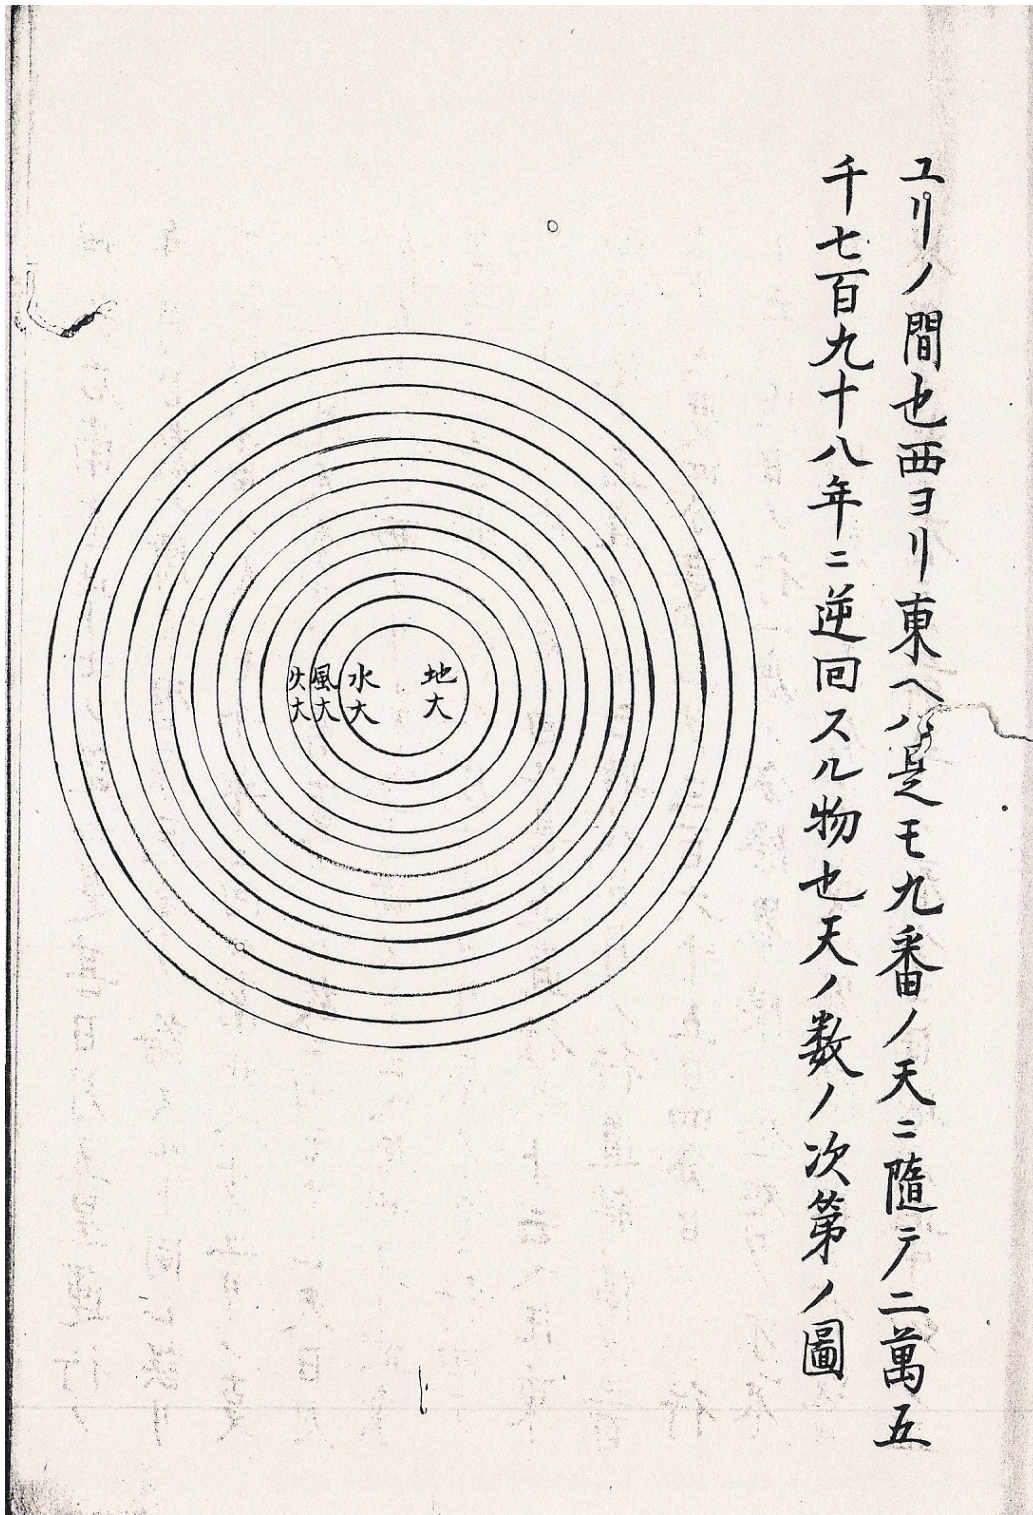 ユリノ間也西ヨリ東ヘハ是モ九番ノ天ニ隨テ二萬五
千七百九十八年ニ逆回スル物也天ノ数ノ次第ノ圖
地大
水大
風大
火大